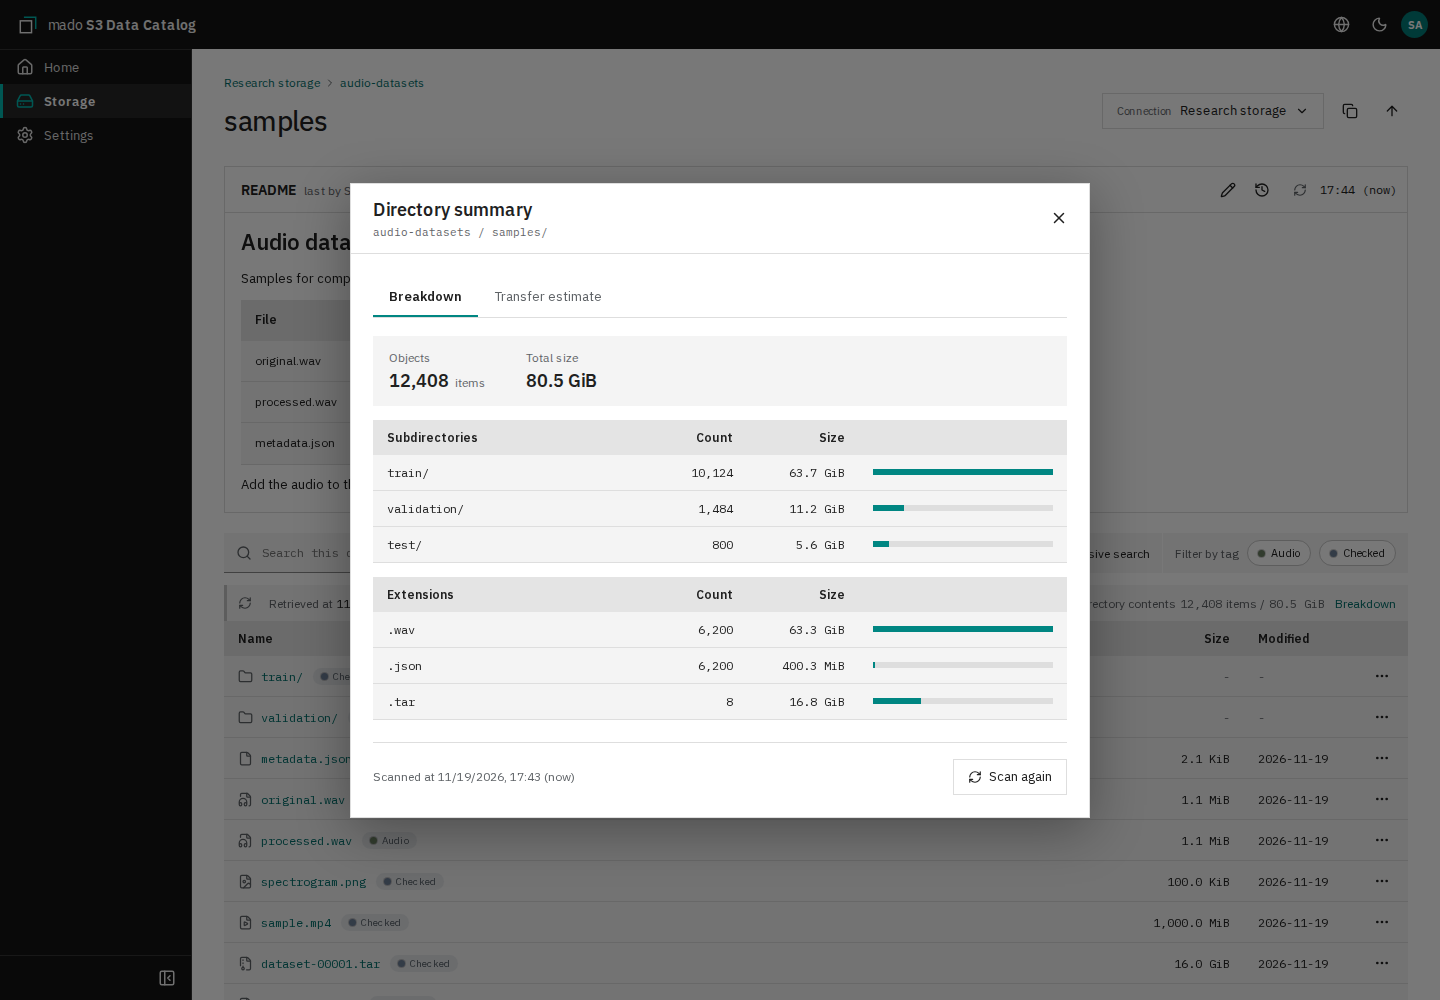 mado S3 Data Catalog
SA
Home
Storage
Settings
Research storage > audio-datasets
samples
Connection Research storage
README last by S
17:44 (now)
Audio data
Samples for comp
File
original.wav
processed.wav
metadata.json
Add the audio to
Directory summary
audio-datasets / samples/
Breakdown
Transfer estimate
Objects
Total size
12,408 items
80.5 GiB
Subdirectories Count Size
train/ 10,124 63.7 GiB
validation/ 1,484 11.2 GiB
test/ 800 5.6 GiB
Extensions Count Size
.wav 6,200 63.3 GiB
.json 6,200 400.3 MiB
.tar 8 16.8 GiB
Scanned at 11/19/2026, 17:43 (now)
Scan again
Search this
sive search
Filter by tag
Audio
Checked
Retrieved at 11
rectory contents 12,408 items / 80.5 GiB Breakdown
Name Size Modified
train/ Che - -
validation/ - -
metadata.json 2.1 KiB 2026-11-19
original.wav 1.1 MiB 2026-11-19
processed.wav Audio 1.1 MiB 2026-11-19
spectrogram.png Checked 100.0 KiB 2026-11-19
sample.mp4 Checked 1,000.0 MiB 2026-11-19
dataset-00001.tar Checked 16.0 GiB 2026-11-19